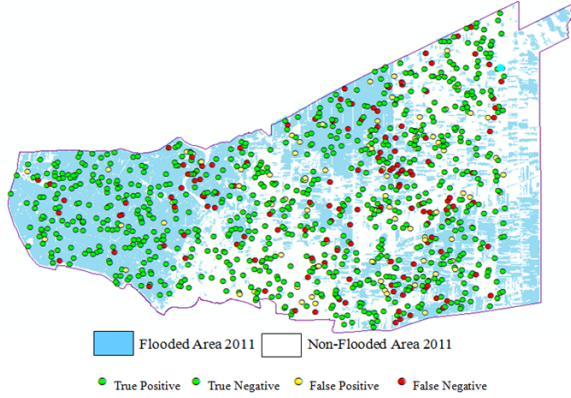 Flooded Area 2011 Non-Flooded Area 2011
True Positive True Negative False Positive False Negative